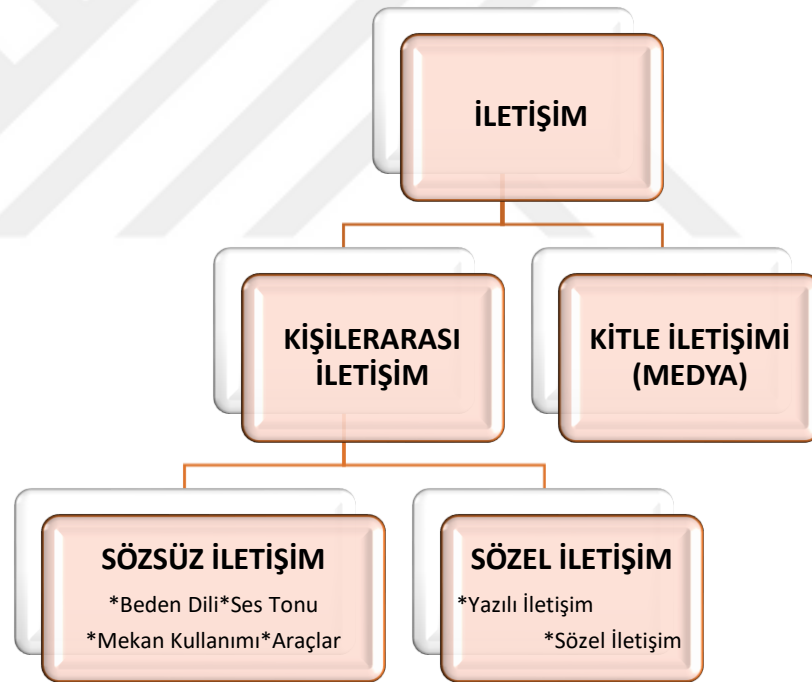 İLETİŞİM
KİŞİLERARASI
İLETİŞİM
KİTLE İLETİŞİMİ
(MEDYA)
SÖZSÜZ İLETİŞİM
*Beden Dili*Ses Tonu
*Mekan Kullanımı*Araçlar
SÖZEL İLETİŞİM
*Yazılı İletişim
*Sözel İletişim